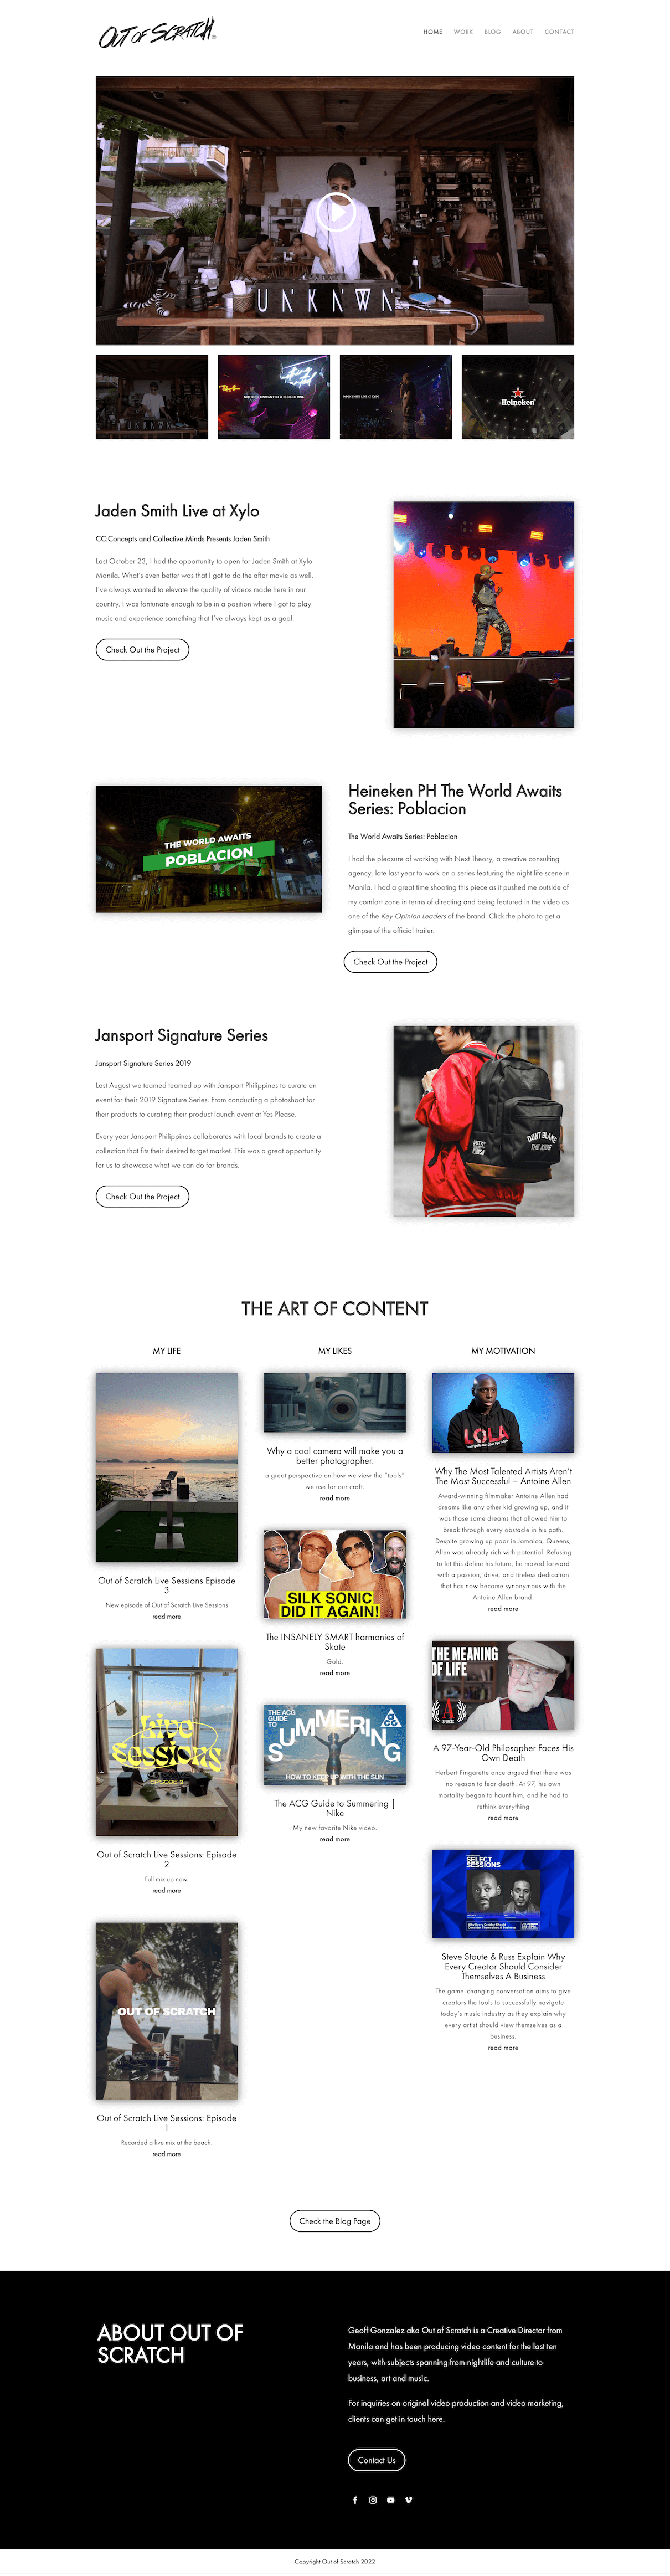 OUT OF SCRATCH
HOME WORK BLOG ABOUT CONTACT
UNKNWN
UNKNWN
Heineken
Jaden Smith Live at Xylo
CC:Concepts and Collective Minds Presents Jaden Smith
Last October 23, I had the opportunity to open for Jaden Smith at Xylo
Manila. What's even better was that I got to do the after movie as well.
I've always wanted to elevate the quality of videos made here in our
country. I was fortunate enough to be in a position where I got to play
music and experience something that I've always kept as a goal.
Check Out the Project
THE WORLD AWAITS
POBLACION
Heineken PH The World Awaits
Series: Poblacion
The World Awaits Series: Poblacion
I had the pleasure of working with Next Theory, a creative consulting
agency, late last year to work on a series featuring the night life scene in
Manila. I had a great time shooting this piece as it pushed me outside of
my comfort zone in terms of directing and being featured in the video as
one of the Key Opinion Leaders of the brand. Click the photo to get a
glimpse of the official trailer.
Check Out the Project
Jansport Signature Series
Jansport Signature Series 2019
Last August we teamed teamed up with Jansport Philippines to curate an
event for their 2019 Signature Series. From conducting a photoshoot for
their products to curating their product launch event at Yes Please.
Every year Jansport Philippines collaborates with local brands to create a
collection that fits their desired target market. This was a great opportunity
for us to showcase what we can do for brands.
Check Out the Project
DONT BLAME
THE KIDS
THE ART OF CONTENT
MY LIFE
Out of Scratch Live Sessions Episode
3
New episode of Out of Scratch Live Sessions
read more
Live
Sessions
EPISODE 2
Out of Scratch Live Sessions: Episode
2
Full mix up now.
read more
OUT OF SCRATCH
Out of Scratch Live Sessions: Episode
1
Recorded a live mix at the beach.
read more
MY LIKES
Why a cool camera will make you a
better photographer.
a great perspective on how we view the "tools"
we use for our craft.
read more
SILK SONIC
DID IT AGAIN!
The INSANELY SMART harmonies of
Skate
Gold.
read more
THE ACG
GUIDE
TO
SUMMERING
HOW TO KEEP UP WITH THE SUN
The ACG Guide to Summering |
Nike
My new favorite Nike video.
read more
MY MOTIVATION
LOLA
Why The Most Talented Artists Aren't
The Most Successful – Antoine Allen
Award-winning filmmaker Antoine Allen had
dreams like any other kid growing up, and it
was those same dreams that allowed him to
break through every obstacle in his path.
Despite growing up poor in Jamaica, Queens,
Allen was already rich with potential. Refusing
to let this define his future, he moved forward
with a passion, drive, and tireless dedication
that has now become synonymous with the
Antoine Allen brand.
read more
THE MEANING
OF LIFE
A 97-Year-Old Philosopher Faces His
Own Death
Herbert Fingarette once argued that there was
no reason to fear death. At 97, his own
mortality began to haunt him, and he had to
rethink everything
read more
SELECT
SESSIONS
Steve Stoute & Russ Explain Why
Every Creator Should Consider
Themselves A Business
The game-changing conversation aims to give
creators the tools to successfully navigate
today's music industry as they explain why
every artist should view themselves as a
business.
read more
Check the Blog Page
ABOUT OUT OF
SCRATCH
Geoff Gonzalez aka Out of Scratch is a Creative Director from
Manila and has been producing video content for the last ten
years, with subjects spanning from nightlife and culture to
business, art and music.
For inquiries on original video production and video marketing,
clients can get in touch here.
Contact Us
Copyright Out of Scratch 2022